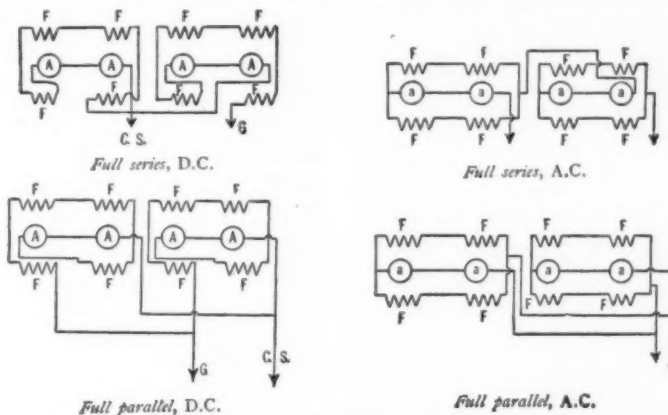 F F F F
A A A A
F F F F
C. S. G
Full series, D.C.
F F F F
a a a a
F F F F
Full series, A.C.
F F F F
A A A A
F F F F
G C. S.
Full parallel, D.C.
F F F F
a a a a
F F F F
Full parallel, A.C.